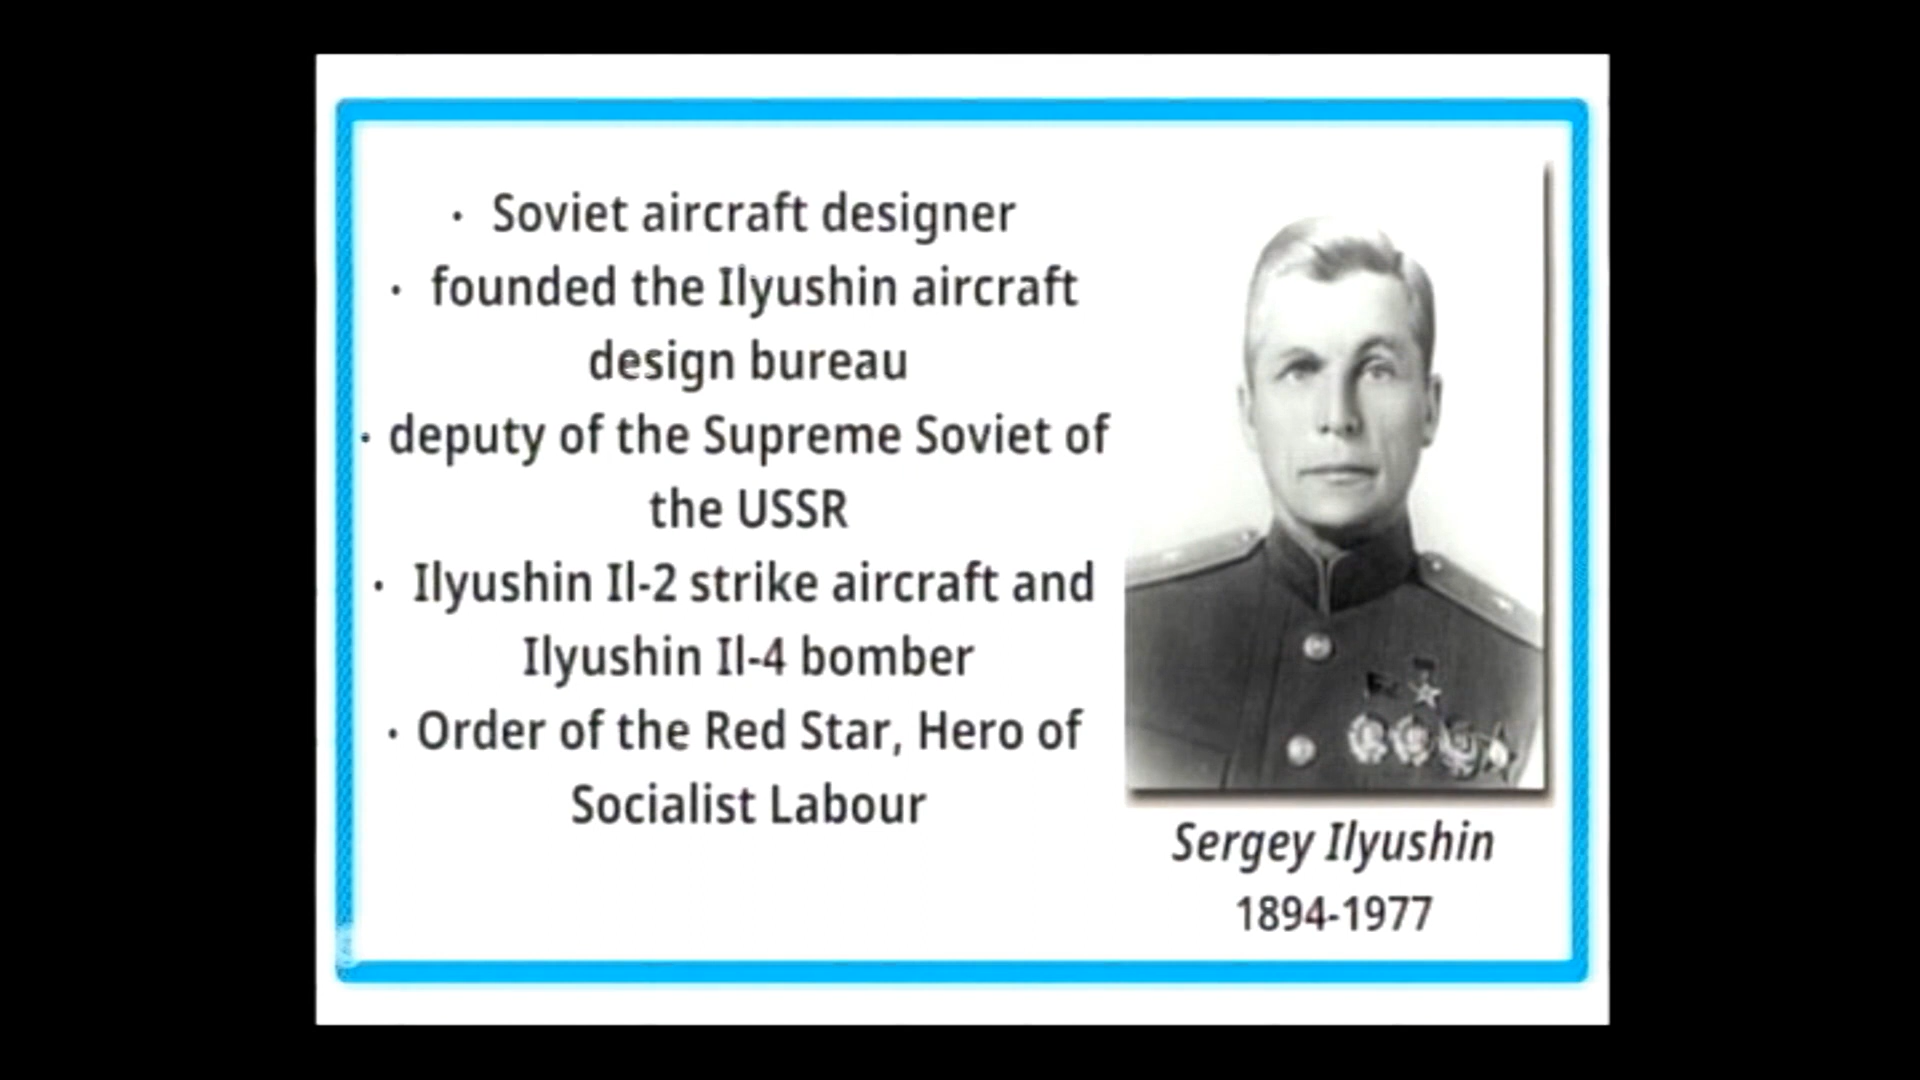 · Soviet aircraft designer
· founded the Ilyushin aircraft
design bureau
· deputy of the Supreme Soviet of
the USSR
· Ilyushin Il-2 strike aircraft and
Ilyushin Il-4 bomber
· Order of the Red Star, Hero of
Socialist Labour
Sergey Ilyushin
1894-1977